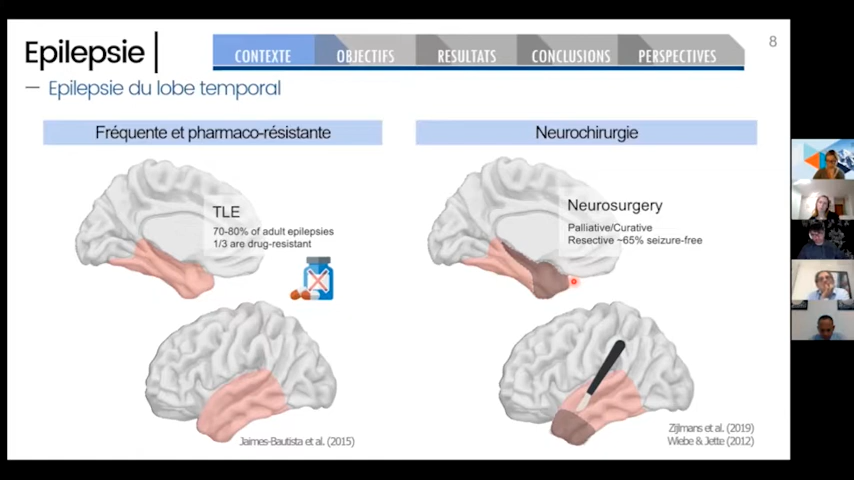 Epilepsie
CONTEXTE
OBJECTIFS
RESULTATS
CONCLUSIONS
PERSPECTIVES
8
— Epilepsie du lobe temporal
Fréquente et pharmaco-résistante
TLE
70-80% of adult epilepsies
1/3 are drug-resistant
Jaimes-Bautista et al. (2015)
Neurochirurgie
Neurosurgery
Palliative/Curative
Resective ~65% seizure-free
Zijlmans et al. (2019)
Wiebe & Jette (2012)